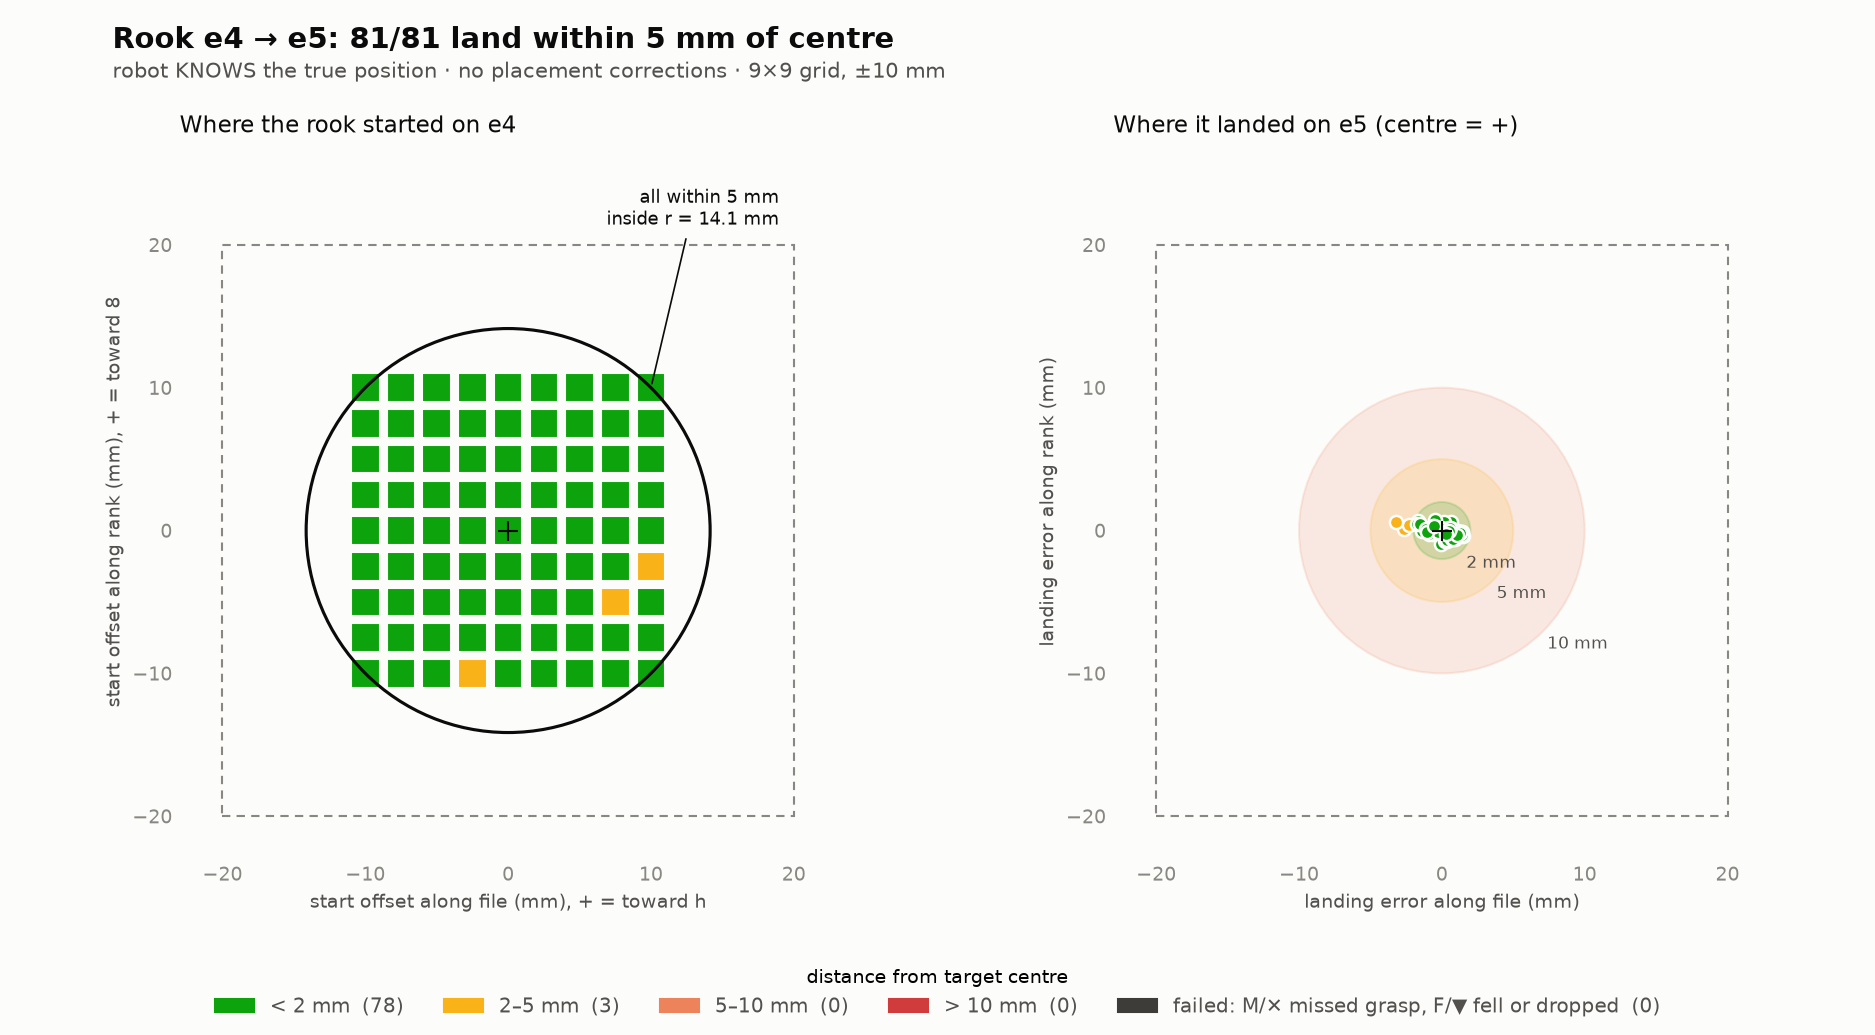 Rook e4 → e5: 81/81 land within 5 mm of centre
robot KNOWS the true position · no placement corrections · 9×9 grid, ±10 mm
Where the rook started on e4
all within 5 mm
inside r = 14.1 mm
20
10
0
−10
−20
start offset along rank (mm), + = toward 8
−20
−10
0
10
20
start offset along file (mm), + = toward h
Where it landed on e5 (centre = +)
20
10
0
−10
−20
landing error along rank (mm)
2 mm
5 mm
10 mm
−20
−10
0
10
20
landing error along file (mm)
distance from target centre
< 2 mm (78)
2–5 mm (3)
5–10 mm (0)
> 10 mm (0)
failed: M/✕ missed grasp, F/▼ fell or dropped (0)